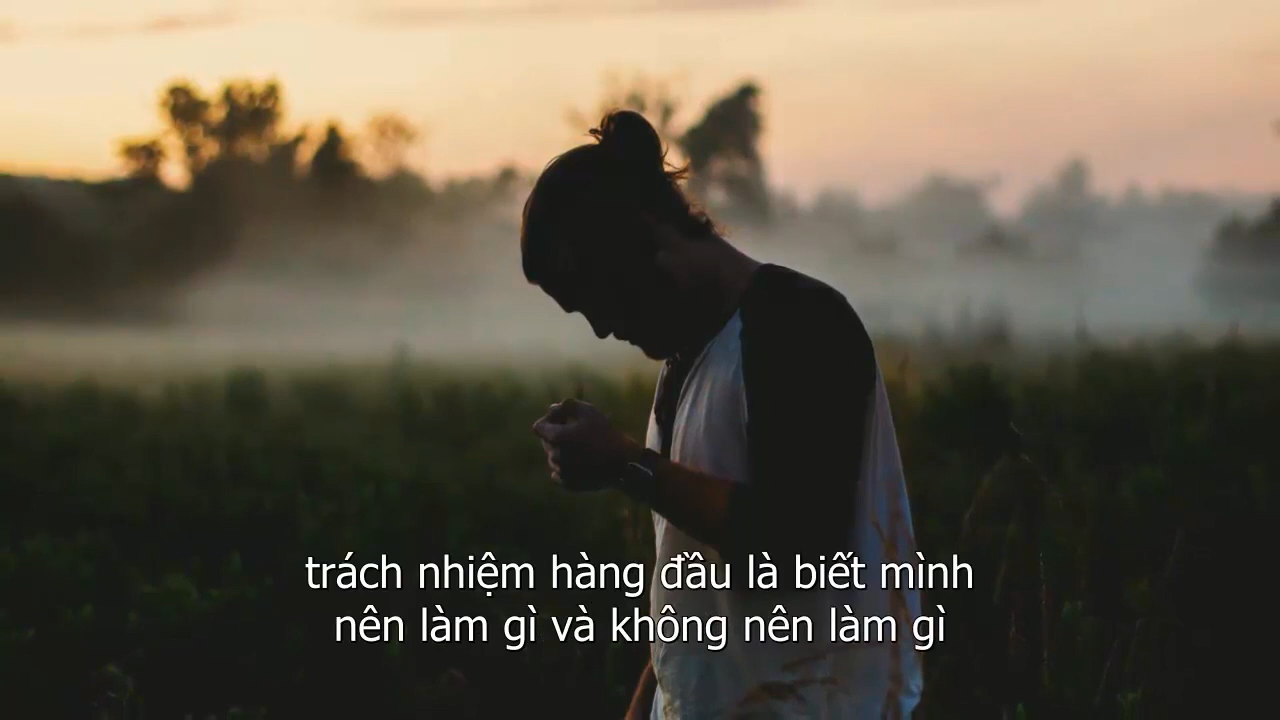 trách nhiệm hàng đầu là biết mình
nên làm gì và không nên làm gì